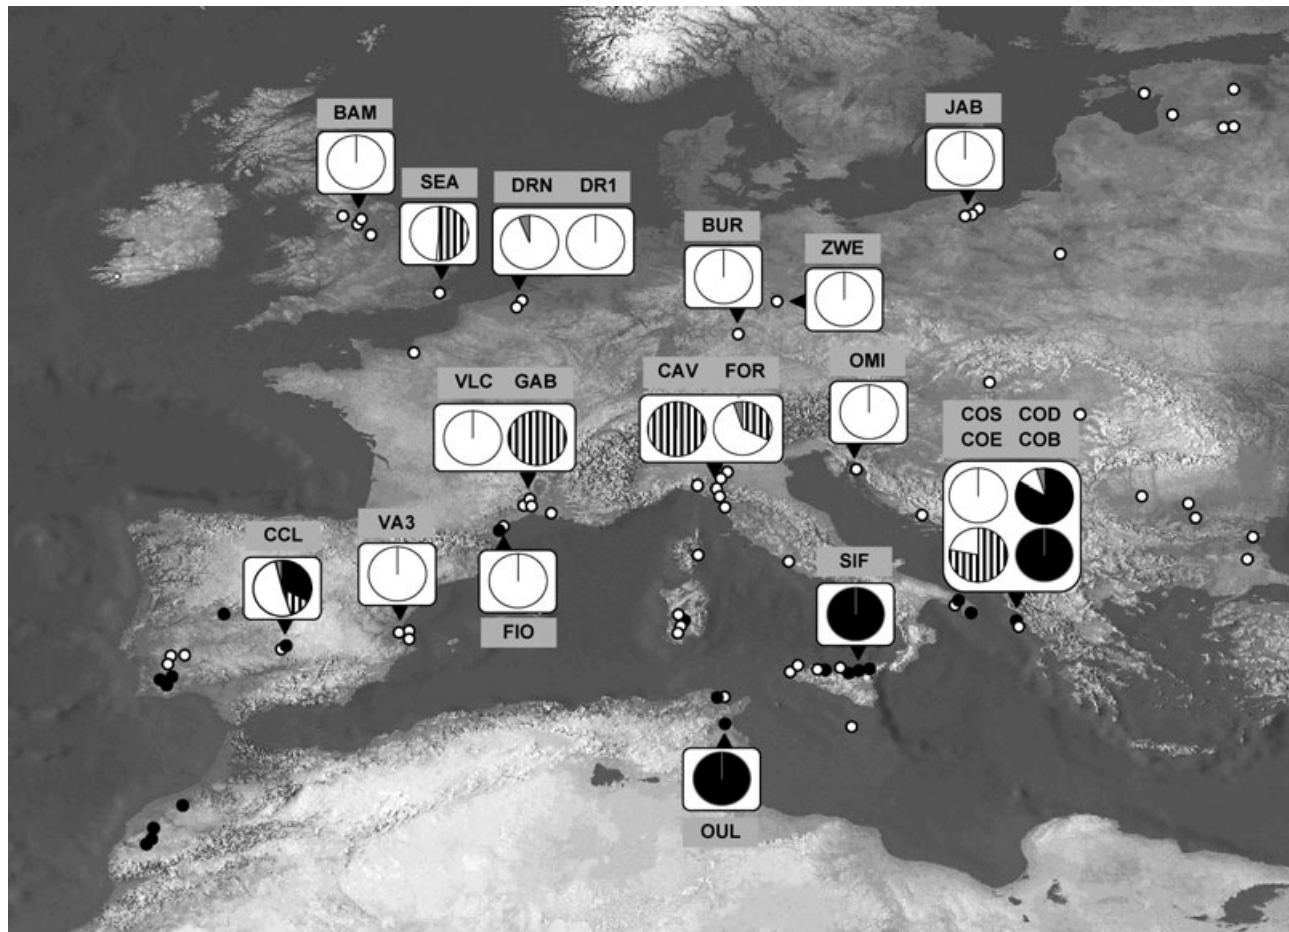 BAM
JAB
SEA
DRN DR1
BUR
ZWE
VLC GAB
CAV FOR
OMI
COS COD
COE COB
CCL
VA3
SIF
FIO
OUL